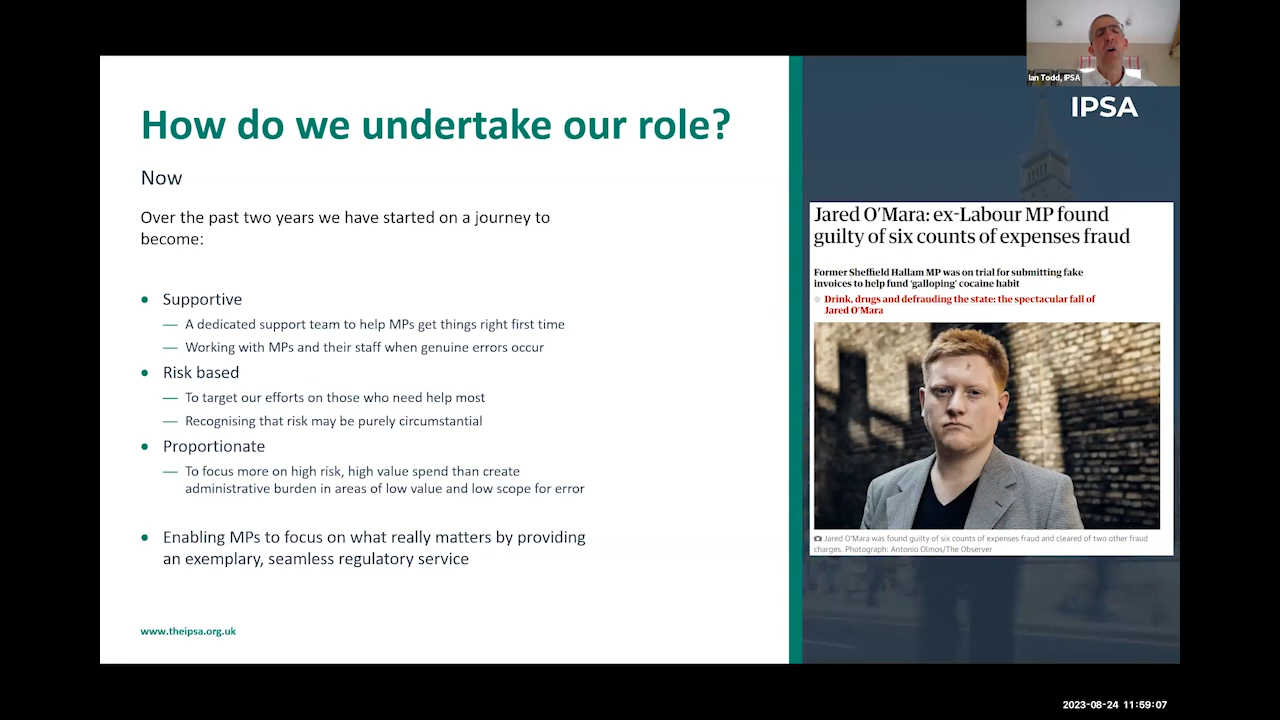 Ian Todd, IPSA
IPSA
How do we undertake our role?
Now
Over the past two years we have started on a journey to
become:
• Supportive
— A dedicated support team to help MPs get things right first time
— Working with MPs and their staff when genuine errors occur
• Risk based
— To target our efforts on those who need help most
— Recognising that risk may be purely circumstantial
• Proportionate
— To focus more on high risk, high value spend than create
administrative burden in areas of low value and low scope for error
• Enabling MPs to focus on what really matters by providing
an exemplary, seamless regulatory service
www.theipsa.org.uk
Jared O’Mara: ex-Labour MP found
guilty of six counts of expenses fraud
Former Sheffield Hallam MP was on trial for submitting fake
invoices to help fund ‘galloping’ cocaine habit
Drink, drugs and defrauding the state: the spectacular fall of
Jared O’Mara
Jared O’Mara was found guilty of six counts of expenses fraud and cleared of two other fraud
charges. Photograph: Antonio Olmos/The Observer
2023-08-24 11:59:07